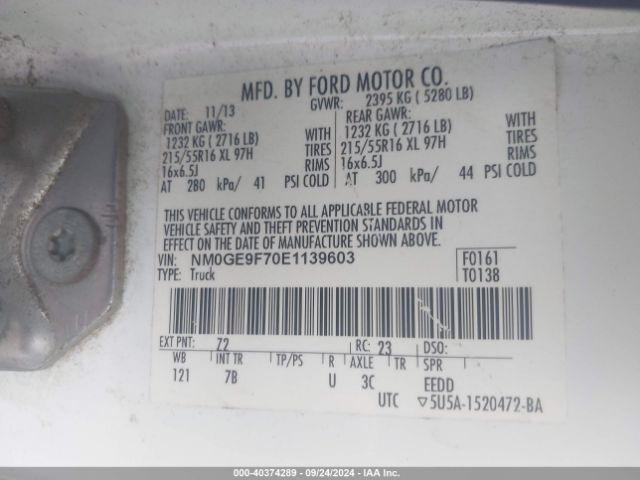 MFD. BY FORD MOTOR CO.
DATE: 11/13 GVWR: 2395 KG ( 5280 LB)
FRONT GAWR: REAR GAWR:
1232 KG ( 2716 LB) WITH 1232 KG ( 2716 LB) WITH
215/55R16 XL 97H TIRES 215/55R16 XL 97H TIRES
16x6.5J RIMS 16x6.5J RIMS
AT 280 kPa/ 41 PSI COLD AT 300 kPa/ 44 PSI COLD
THIS VEHICLE CONFORMS TO ALL APPLICABLE FEDERAL MOTOR
VEHICLE SAFETY AND THEFT PREVENTION STANDARDS IN
EFFECT ON THE DATE OF MANUFACTURE SHOWN ABOVE.
VIN: NM0GE9F70E1139603 F0161
TYPE: Truck T0138
EXT PNT: Z2 RC: 23 DSO:
WB INT TR TP/PS R AXLE TR SPR
121 7B U 3C EEDD
UTC ▽5U5A-1520472-BA
000-40374289 - 09/24/2024 - IAA Inc.